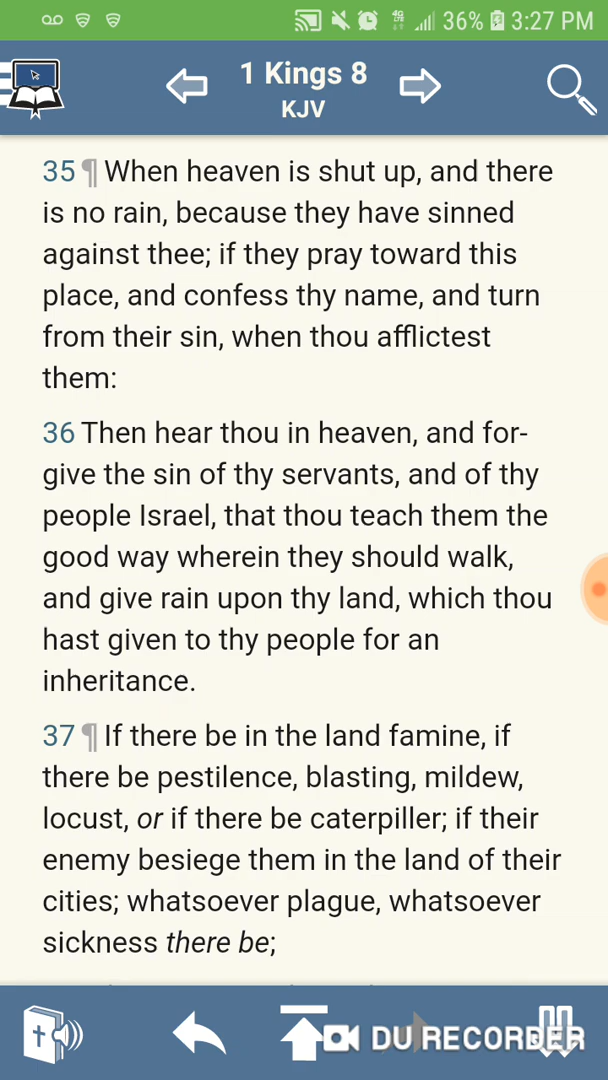 36% 3:27 PM
1 Kings 8
KJV
35 ¶ When heaven is shut up, and there
is no rain, because they have sinned
against thee; if they pray toward this
place, and confess thy name, and turn
from their sin, when thou afflictest
them:
36 Then hear thou in heaven, and for-
give the sin of thy servants, and of thy
people Israel, that thou teach them the
good way wherein they should walk,
and give rain upon thy land, which thou
hast given to thy people for an
inheritance.
37 ¶ If there be in the land famine, if
there be pestilence, blasting, mildew,
locust, or if there be caterpiller; if their
enemy besiege them in the land of their
cities; whatsoever plague, whatsoever
sickness there be;
DU RECORDER